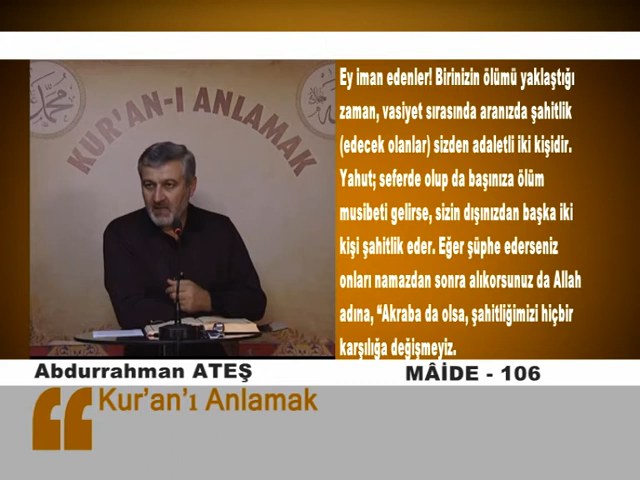 KUR'AN-I ANLAMAK
Ey iman edenler! Birinizin ölümü yaklaştığı
zaman, vasiyet sırasında aranızda şahitlik
(edecek olanlar) sizden adaletli iki kişidir.
Yahut; seferde olup da başınıza ölüm
musibeti gelirse, sizin dışınızdan başka iki
kişi şahitlik eder. Eğer şüphe ederseniz
onları namazdan sonra alıkorsunuz da Allah
adına, “Akraba da olsa, şahitliğimizi hiçbir
karşılığa değişmeyiz.
Abdurrahman ATEŞ
MÂİDE - 106
“ Kur'an'ı Anlamak